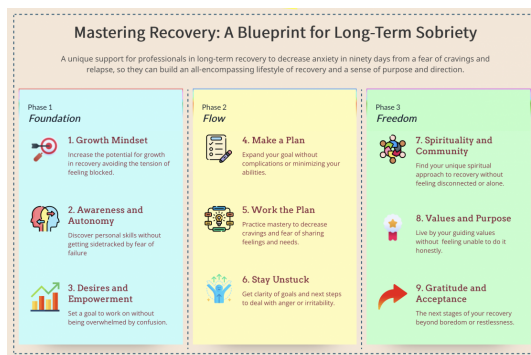 Mastering Recovery: A Blueprint for Long-Term Sobriety
A unique support for professionals in long-term recovery to decrease anxiety in ninety days from a fear of cravings and
relapse, so they can build an all-encompassing lifestyle of recovery and a sense of purpose and direction.
Phase 1
Foundation
1. Growth Mindset
Increase the potential for growth
in recovery avoiding the tension of
feeling blocked.
2. Awareness and
Autonomy
Discover personal skills without
getting sidetracked by fear of
failure
3. Desires and
Empowerment
Set a goal to work on without
being overwhelmed by confusion.
Phase 2
Flow
4. Make a Plan
Expand your goal without
complications or minimizing your
abilities.
5. Work the Plan
Practice mastery to decrease
cravings and fear of sharing
feelings and needs.
6. Stay Unstuck
Get clarity of goals and next steps
to deal with anger or irritability.
Phase 3
Freedom
7. Spirituality and
Community
Find your unique spiritual
approach to recovery without
feeling disconnected or alone.
8. Values and Purpose
Live by your guiding values
without feeling unable to do it
honestly.
9. Gratitude and
Acceptance
The next stages of your recovery
beyond boredom or restlessness.